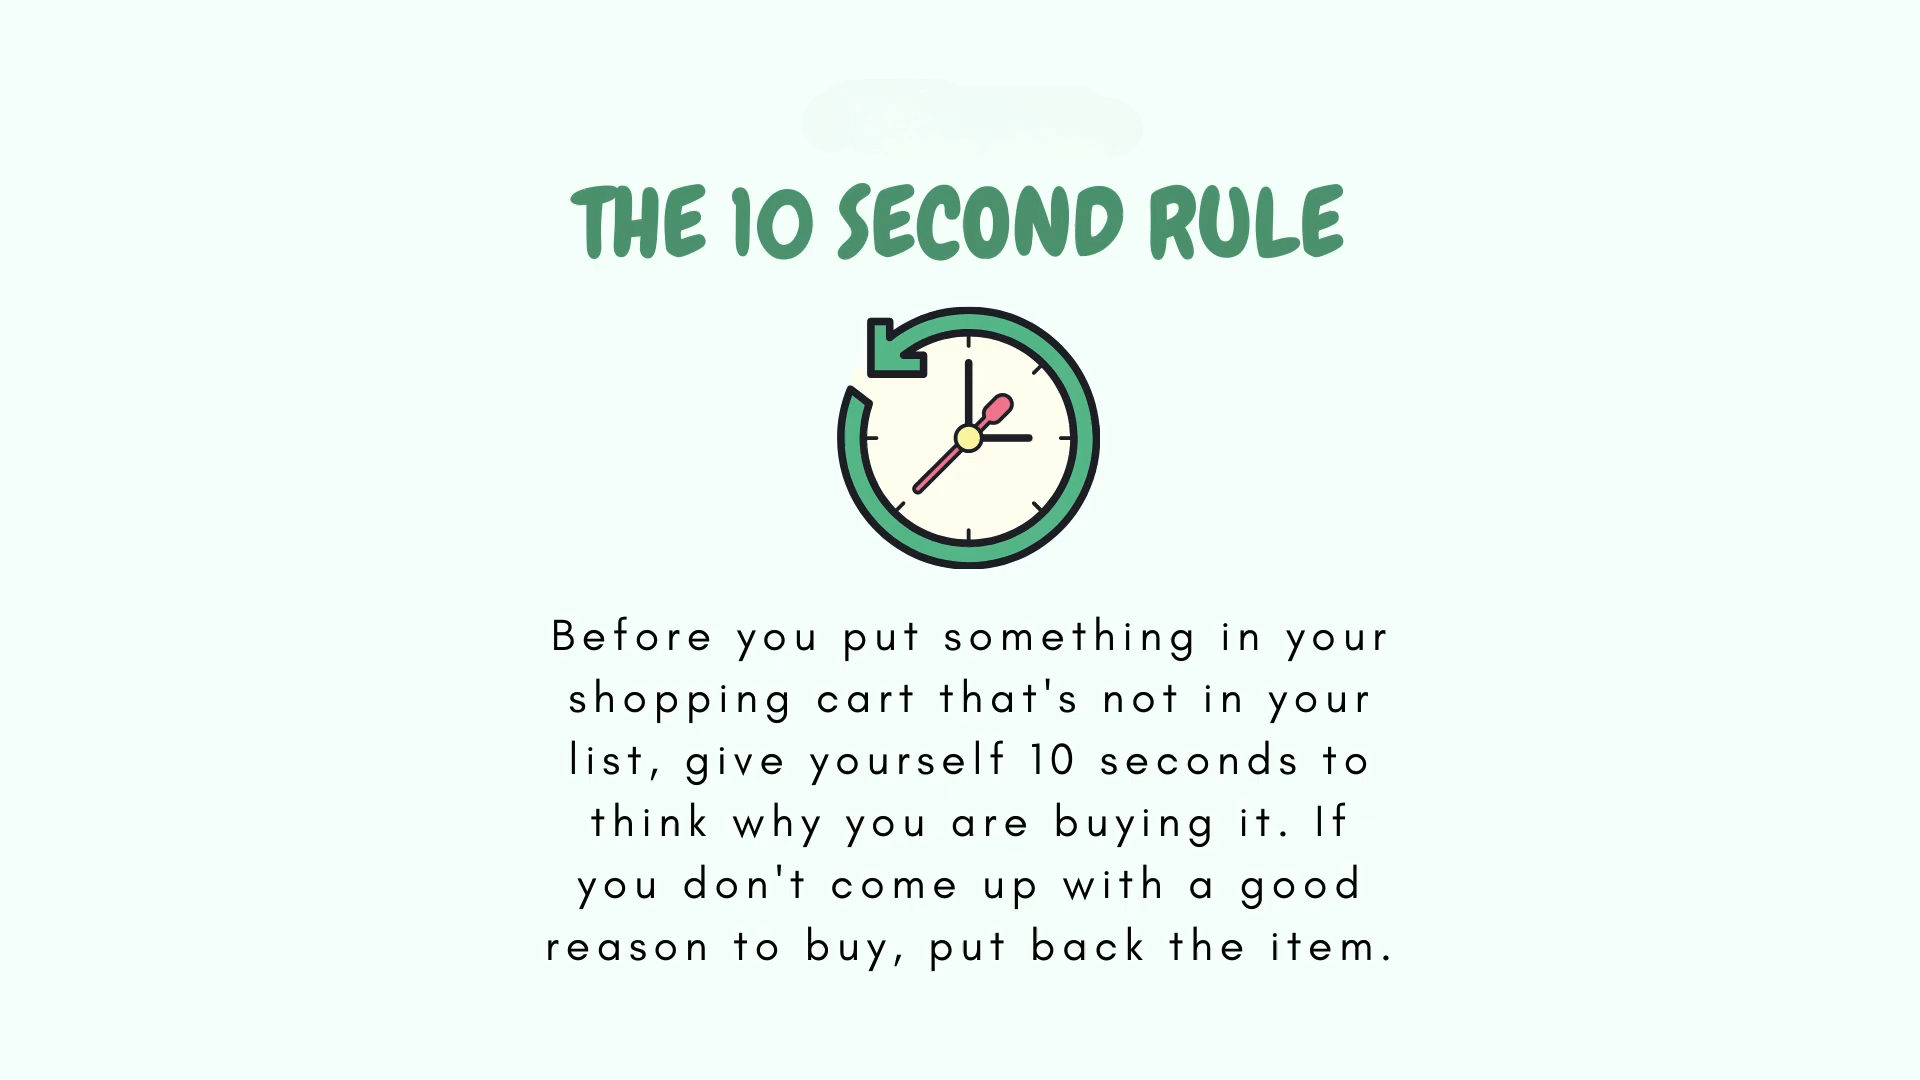 THE 10 SECOND RULE
Before you put something in your
shopping cart that's not in your
list, give yourself 10 seconds to
think why you are buying it. If
you don't come up with a good
reason to buy, put back the item.